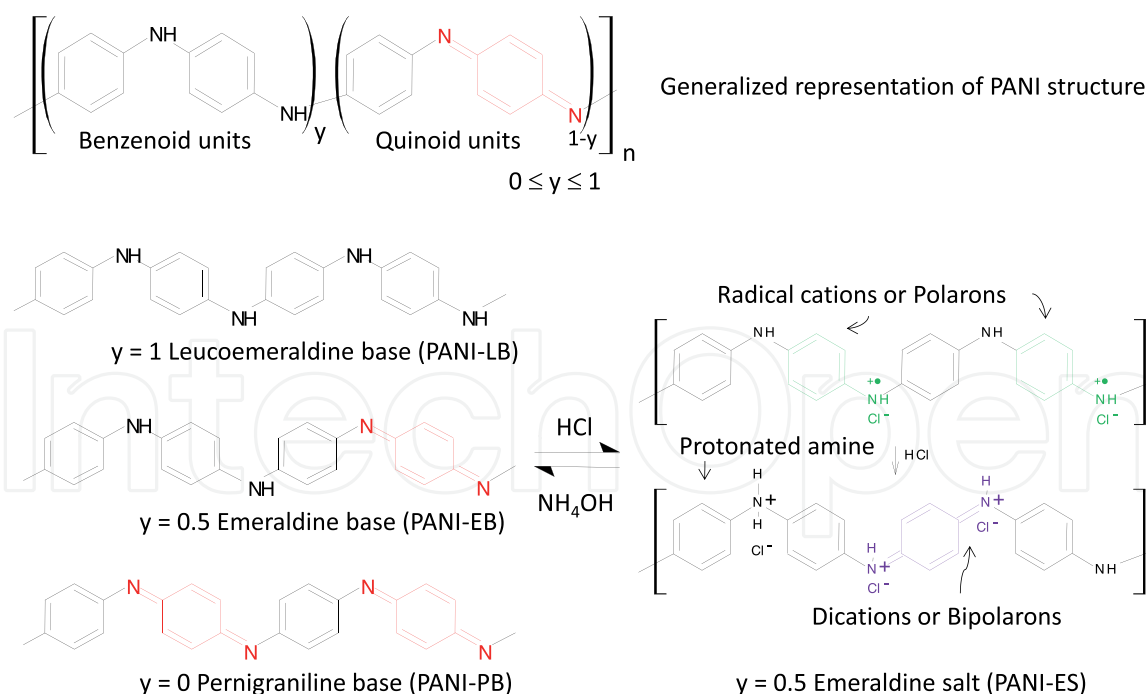 NH
N
Generalized representation of PANI structure
NH
N
Benzenoid units
y
Quinoid units
1-y
n
0 ≤ y ≤ 1
NH
NH
NH
NH
y = 1 Leucoemeraldine base (PANI-LB)
Radical cations or Polarons
NH
NH
+•
NH
Cl-
+•
NH
Cl-
NH
N
NH
N
HCl
NH4OH
y = 0.5 Emeraldine base (PANI-EB)
HCl
Protonated amine
H
N+
H
Cl-
H
N+
Cl-
H
N+
Cl-
NH
Dications or Bipolarons
N
N
N
N
y = 0 Pernigraniline base (PANI-PB)
y = 0.5 Emeraldine salt (PANI-ES)
IntechOpen